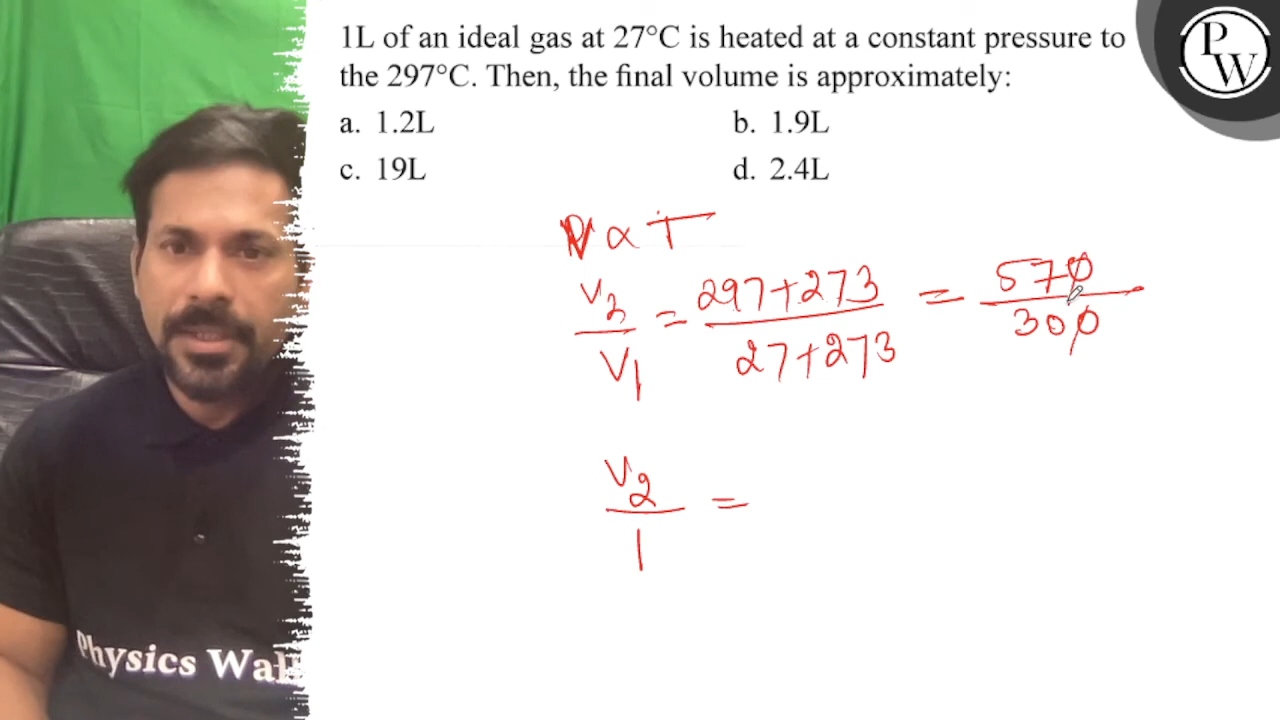 1L of an ideal gas at 27°C is heated at a constant pressure to
the 297°C. Then, the final volume is approximately:
a. 1.2L b. 1.9L
c. 19L d. 2.4L
PW
V ∝ T
V₂/V₁ = 297+273/27+273 = 570/300
V₂/1 =
Physics Wall